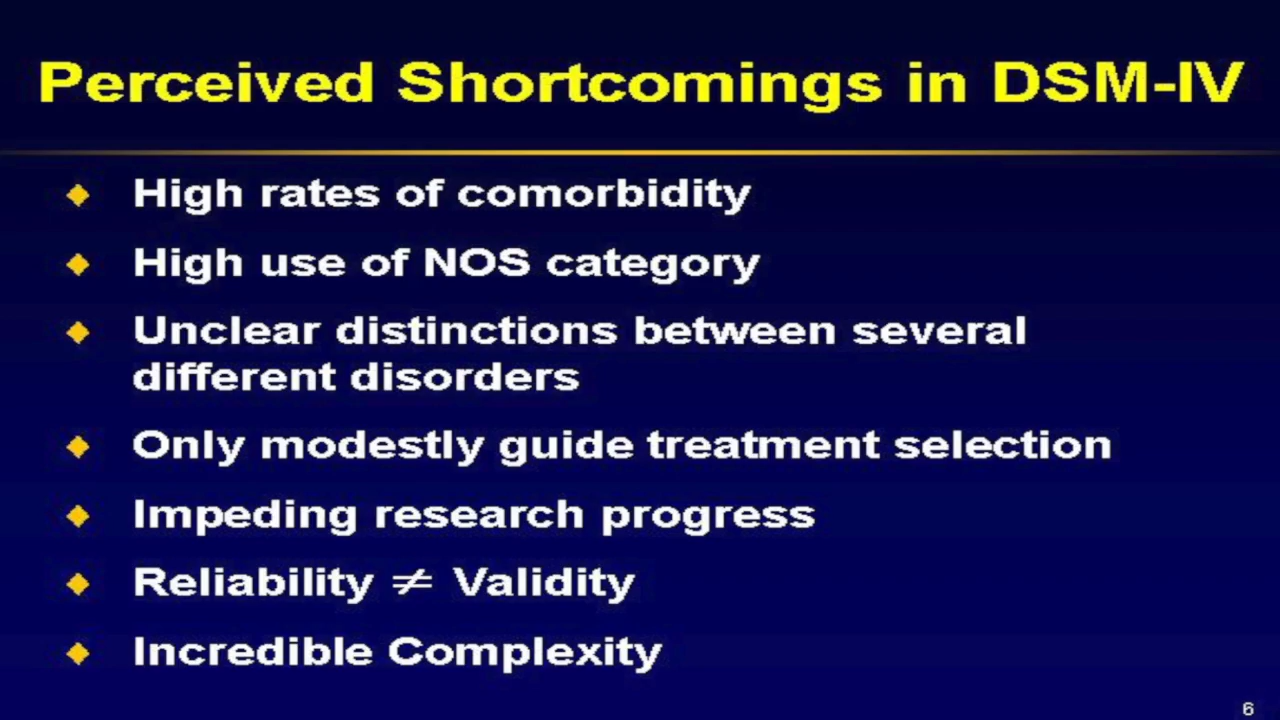 Perceived Shortcomings in DSM-IV
◆ High rates of comorbidity
◆ High use of NOS category
◆ Unclear distinctions between several
different disorders
◆ Only modestly guide treatment selection
◆ Impeding research progress
◆ Reliability ≠ Validity
◆ Incredible Complexity
6